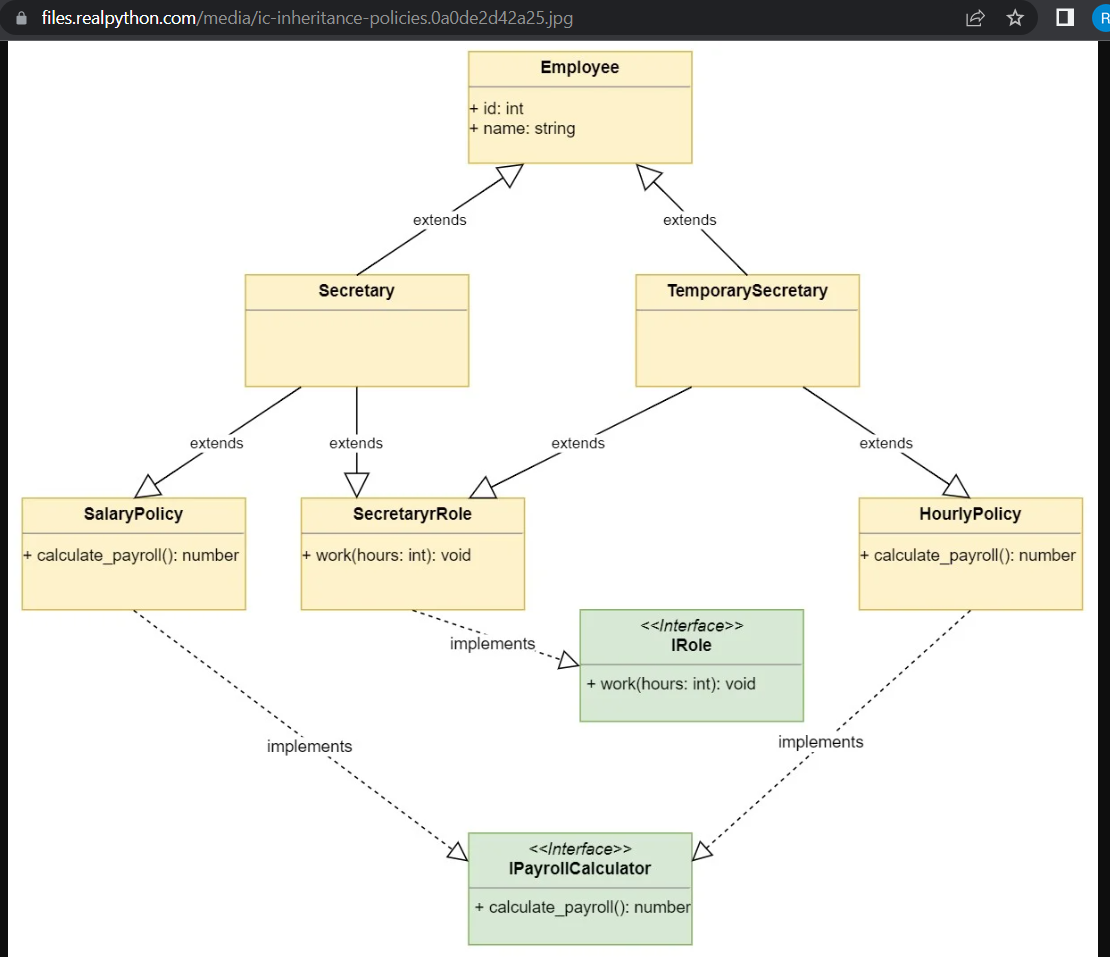 files.realpython.com/media/ic-inheritance-policies.0a0de2d42a25.jpg
R
Employee
+ id: int
+ name: string
extends
extends
Secretary
TemporarySecretary
extends
extends
extends
extends
SalaryPolicy
+ calculate_payroll(): number
SecretaryrRole
+ work(hours: int): void
HourlyPolicy
+ calculate_payroll(): number
implements
<<Interface>>
IRole
+ work(hours: int): void
implements
implements
<<Interface>>
IPayrollCalculator
+ calculate_payroll(): number